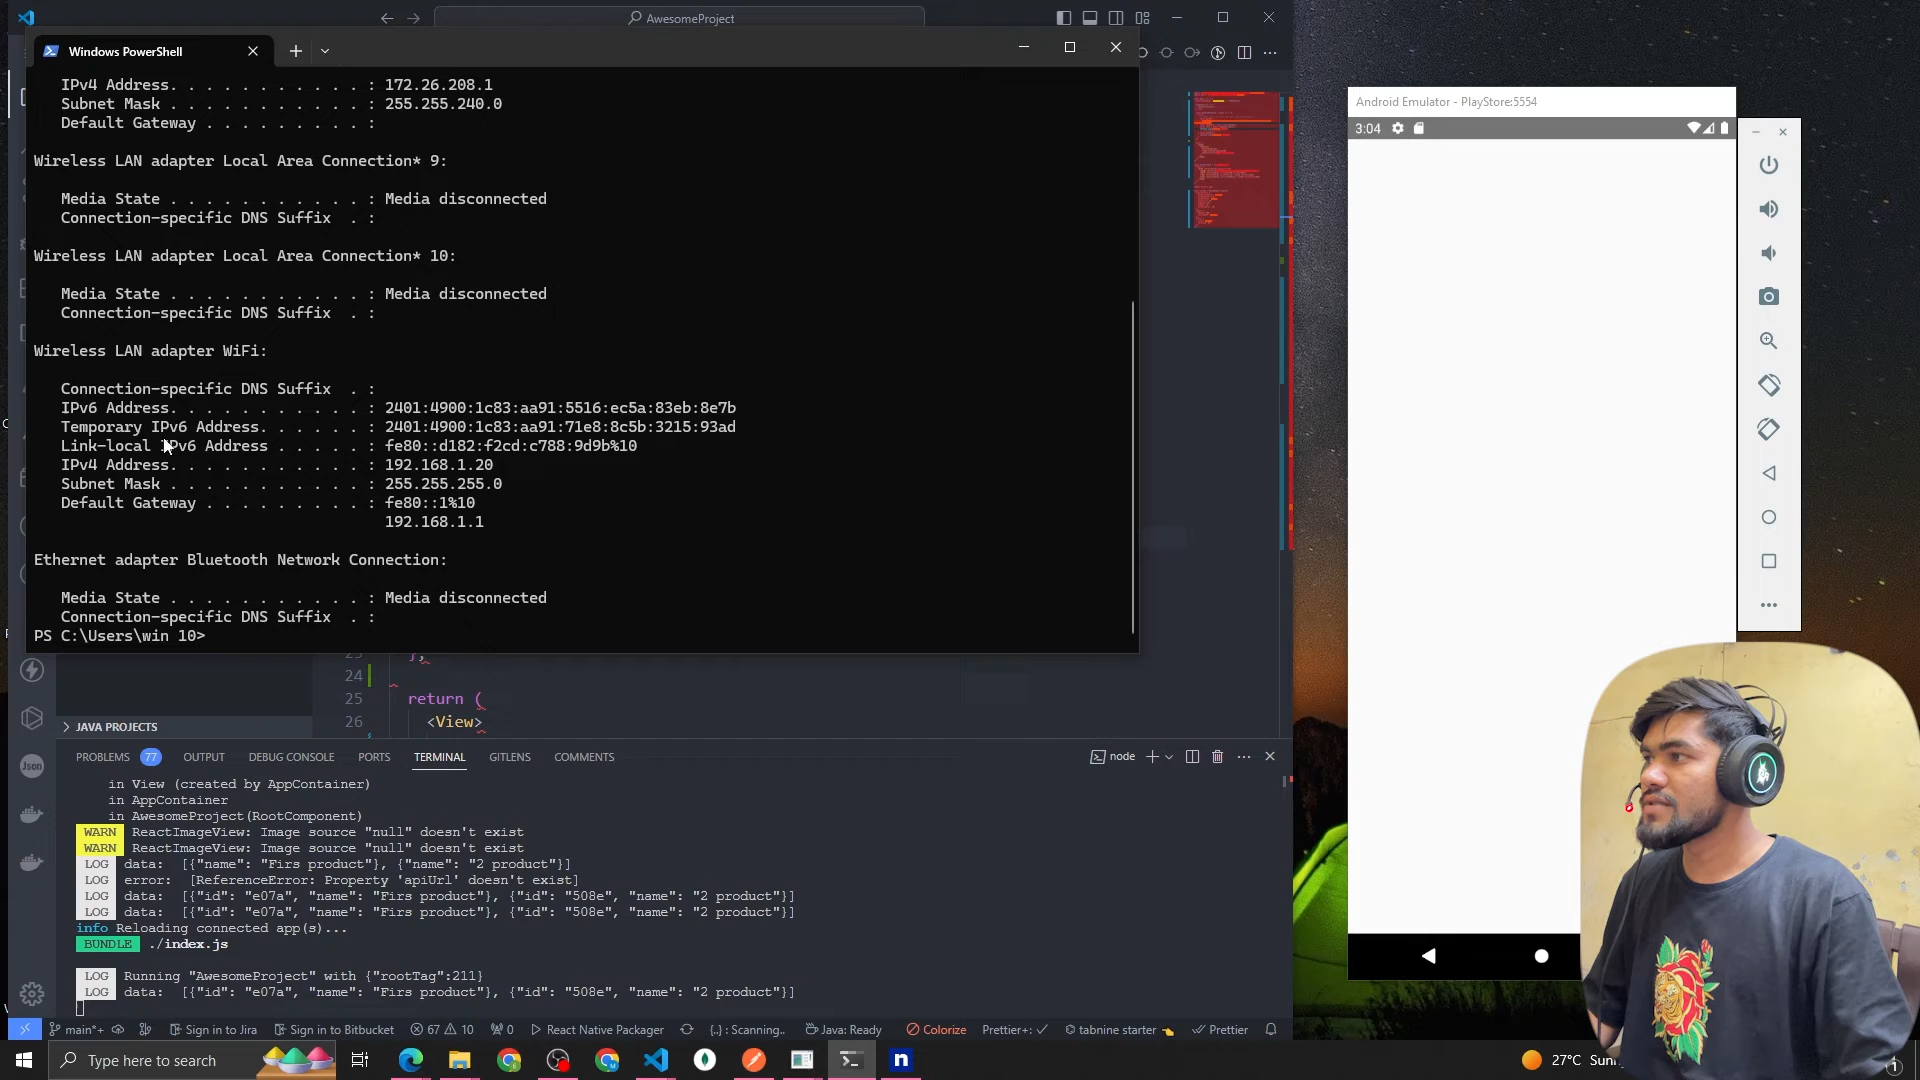 AwesomeProject
Windows PowerShell
IPv4 Address. . . . . . . . . . . : 172.26.208.1
Subnet Mask . . . . . . . . . . . : 255.255.240.0
Default Gateway . . . . . . . . . :
Wireless LAN adapter Local Area Connection* 9:
Media State . . . . . . . . . . . : Media disconnected
Connection-specific DNS Suffix . :
Wireless LAN adapter Local Area Connection* 10:
Media State . . . . . . . . . . . : Media disconnected
Connection-specific DNS Suffix . :
Wireless LAN adapter WiFi:
Connection-specific DNS Suffix . :
IPv6 Address. . . . . . . . . . . : 2401:4900:1c83:aa91:5516:ec5a:83eb:8e7b
Temporary IPv6 Address. . . . . . : 2401:4900:1c83:aa91:71e8:8c5b:3215:93ad
Link-local IPv6 Address . . . . . : fe80::d182:f2cd:c788:9d9b%10
IPv4 Address. . . . . . . . . . . : 192.168.1.20
Subnet Mask . . . . . . . . . . . : 255.255.255.0
Default Gateway . . . . . . . . . : fe80::1%10
192.168.1.1
Ethernet adapter Bluetooth Network Connection:
Media State . . . . . . . . . . . : Media disconnected
Connection-specific DNS Suffix . :
PS C:\Users\win 10>
Android Emulator - PlayStore:5554
3:04
24
25 return (
26 <View>
JAVA PROJECTS
PROBLEMS 77 OUTPUT DEBUG CONSOLE PORTS TERMINAL GITLENS COMMENTS
node
in View (created by AppContainer)
in AppContainer
in AwesomeProject(RootComponent)
WARN ReactImageView: Image source "null" doesn't exist
WARN ReactImageView: Image source "null" doesn't exist
LOG data: [{"name": "Firs product"}, {"name": "2 product"}]
LOG error: [ReferenceError: Property 'apiUrl' doesn't exist]
LOG data: [{"id": "e07a", "name": "Firs product"}, {"id": "508e", "name": "2 product"}]
LOG data: [{"id": "e07a", "name": "Firs product"}, {"id": "508e", "name": "2 product"}]
info Reloading connected app(s)...
BUNDLE ./index.js
LOG Running "AwesomeProject" with {"rootTag":211}
LOG data: [{"id": "e07a", "name": "Firs product"}, {"id": "508e", "name": "2 product"}]
Json
main*+ Sign in to Jira Sign in to Bitbucket 67 10 0 React Native Packager {..} : Scanning.. Java: Ready Colorize Prettier+: tabnine starter Prettier
Type here to search
27°C